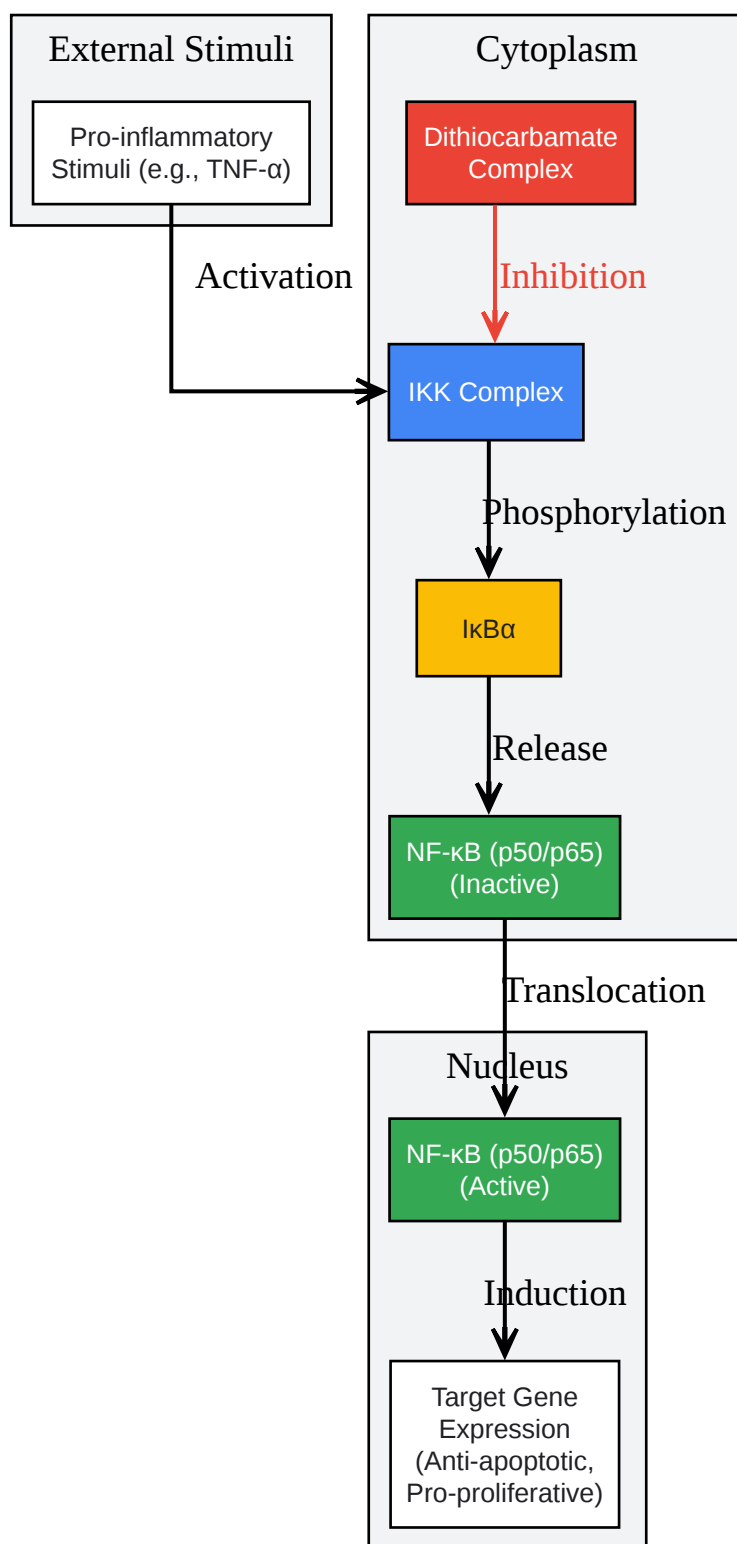 External Stimuli
Pro-inflammatory
Stimuli (e.g., TNF-α)
Activation
Cytoplasm
Dithiocarbamate
Complex
Inhibition
IKK Complex
Phosphorylation
IκBα
Release
NF-κB (p50/p65)
(Inactive)
Translocation
Nucleus
NF-κB (p50/p65)
(Active)
Induction
Target Gene
Expression
(Anti-apoptotic,
Pro-proliferative)